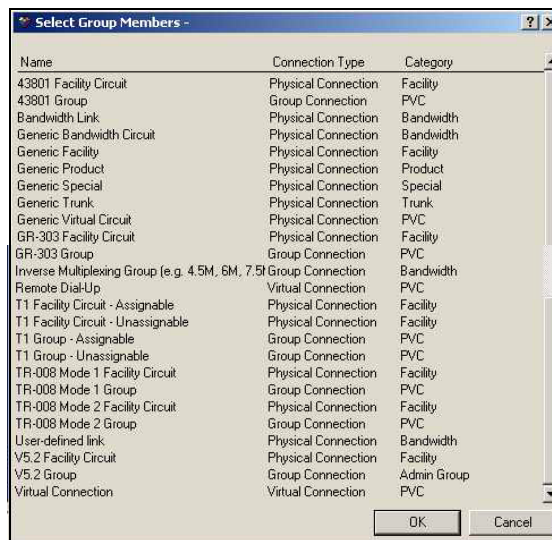 Select Group Members -
Name Connection Type Category
43801 Facility Circuit Physical Connection Facility
43801 Group Group Connection PVC
Bandwidth Link Physical Connection Bandwidth
Generic Bandwidth Circuit Physical Connection Bandwidth
Generic Facility Physical Connection Facility
Generic Product Physical Connection Product
Generic Special Physical Connection Special
Generic Trunk Physical Connection Trunk
Generic Virtual Circuit Physical Connection PVC
GR-303 Facility Circuit Physical Connection Facility
GR-303 Group Group Connection PVC
Inverse Multiplexing Group (e.g. 4.5M, 6M, 7.5M Group Connection Bandwidth
Remote Dial-Up Virtual Connection PVC
T1 Facility Circuit - Assignable Physical Connection Facility
T1 Facility Circuit - Unassignable Physical Connection Facility
T1 Group - Assignable Group Connection PVC
T1 Group - Unassignable Group Connection PVC
TR-008 Mode 1 Facility Circuit Physical Connection Facility
TR-008 Mode 1 Group Group Connection PVC
TR-008 Mode 2 Facility Circuit Physical Connection Facility
TR-008 Mode 2 Group Group Connection PVC
User-defined link Physical Connection Bandwidth
V5.2 Facility Circuit Physical Connection Facility
V5.2 Group Group Connection Admin Group
Virtual Connection Virtual Connection PVC
OK Cancel